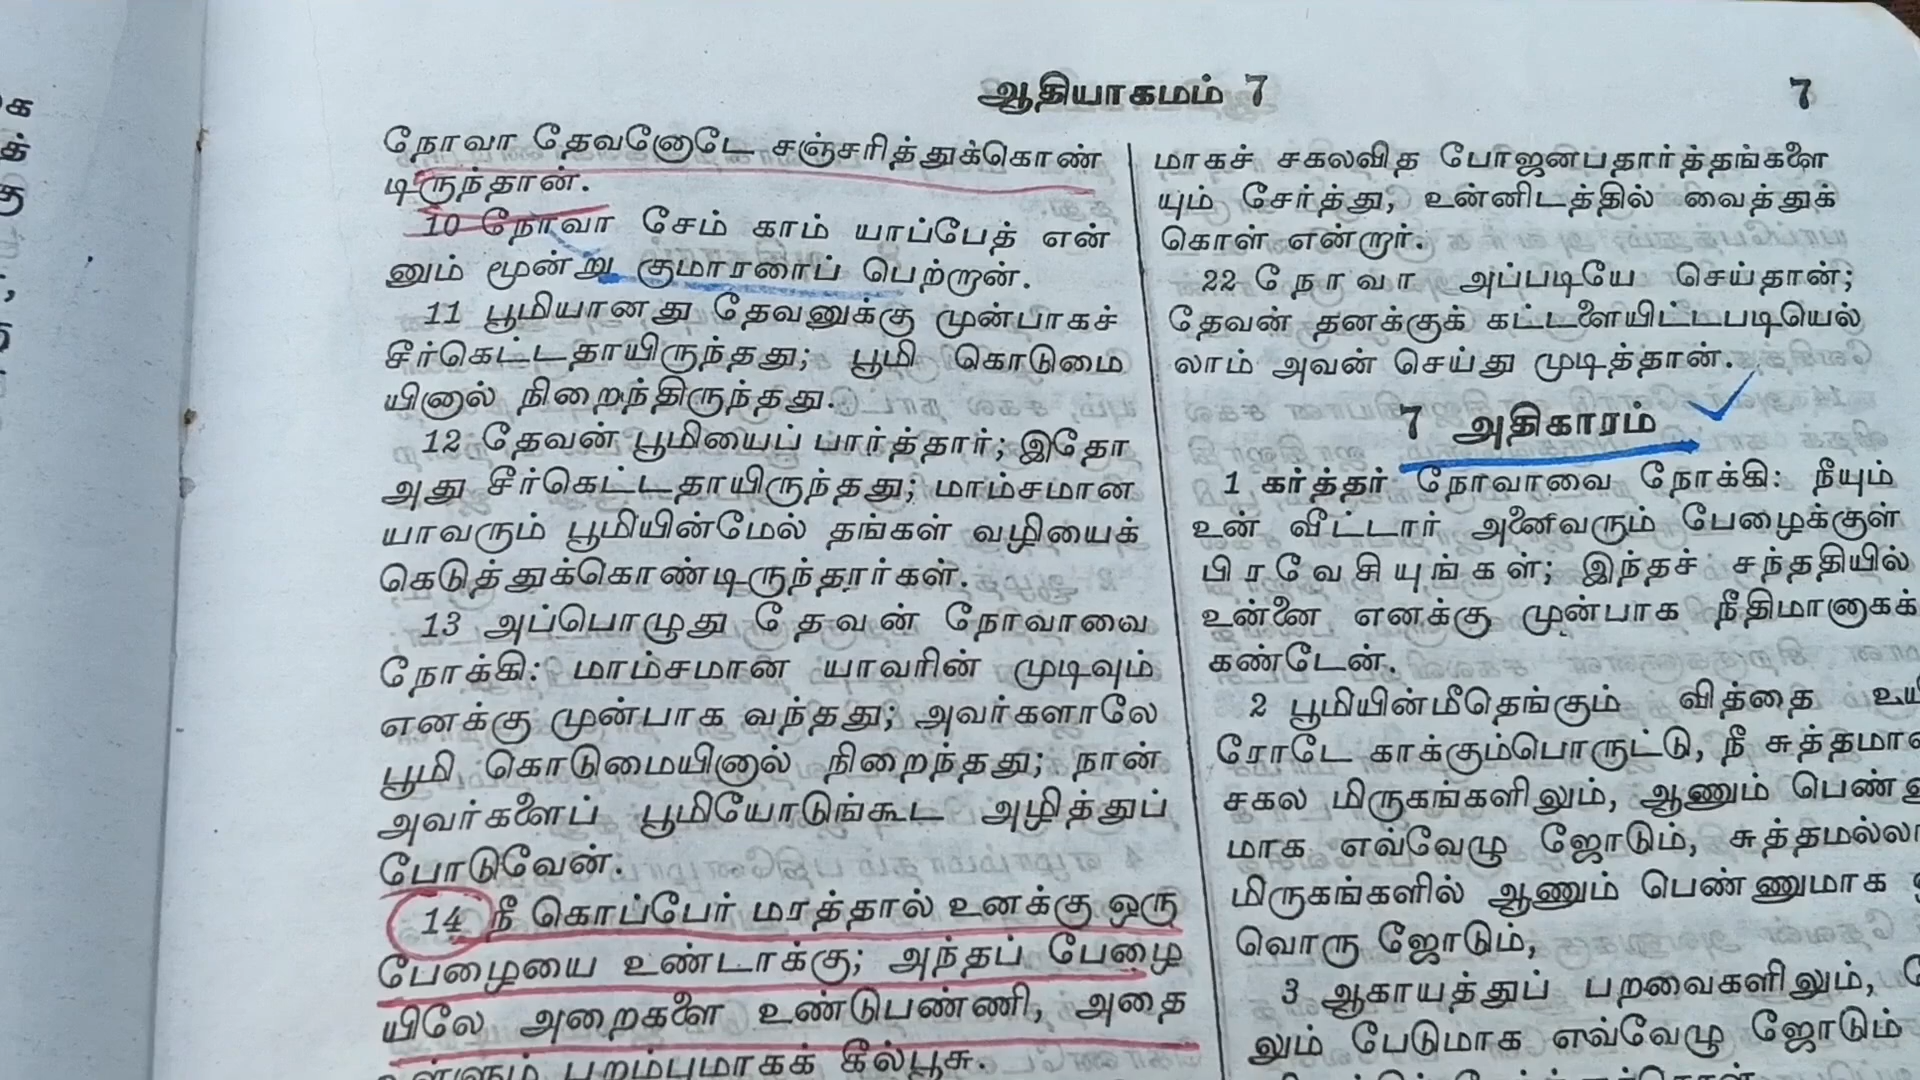 ஆதியாகமம் 7
7
நோவா தேவனோடே சஞ்சரித்துக்கொண்
டிருந்தான்.
10 நோவா சேம் காம் யாப்பேத் என்
னும் மூன்று குமாரரைப் பெற்றான்.
11 பூமியானது தேவனுக்கு முன்பாகச்
சீர்கெட்டதாயிருந்தது; பூமி கொடுமை
யினால் நிறைந்திருந்தது.
12 தேவன் பூமியைப் பார்த்தார்; இதோ
அது சீர்கெட்டதாயிருந்தது; மாம்சமான
யாவரும் பூமியின்மேல் தங்கள் வழியைக்
கெடுத்துக்கொண்டிருந்தார்கள்.
13 அப்பொழுது தேவன் நோவாவை
நோக்கி: மாம்சமான யாவரின் முடிவும்
எனக்கு முன்பாக வந்தது; அவர்களாலே
பூமி கொடுமையினால் நிறைந்தது; நான்
அவர்களைப் பூமியோடுங்கூட அழித்துப்
போடுவேன்.
14 நீ கொப்பேர் மரத்தால் உனக்கு ஒரு
பேழையை உண்டாக்கு; அந்தப் பேழை
யிலே அறைகளை உண்டுபண்ணி, அதை
உள்ளும் புறம்புமாகக் கீல்பூசு.
மாகச் சகலவித போஜனபதார்த்தங்களை
யும் சேர்த்து, உன்னிடத்தில் வைத்துக்
கொள் என்றார்.
22 நோவா அப்படியே செய்தான்;
தேவன் தனக்குக் கட்டளையிட்டபடியெல்
லாம் அவன் செய்து முடித்தான்.
7 அதிகாரம்
1 கர்த்தர் நோவாவை நோக்கி: நீயும்
உன் வீட்டார் அனைவரும் பேழைக்குள்
பிரவேசியுங்கள்; இந்தச் சந்ததியில்
உன்னை எனக்கு முன்பாக நீதிமானாகக்
கண்டேன்.
2 பூமியின்மீதெங்கும் வித்தை உயி
ரோடே காக்கும்பொருட்டு, நீ சுத்தமான
சகல மிருகங்களிலும், ஆணும் பெண்ணு
மாக எவ்வேழு ஜோடும், சுத்தமல்லா
மிருகங்களில் ஆணும் பெண்ணுமாக
வொரு ஜோடும்,
3 ஆகாயத்துப் பறவைகளிலும்,
லும் பேடுமாக எவ்வேழு ஜோடும்